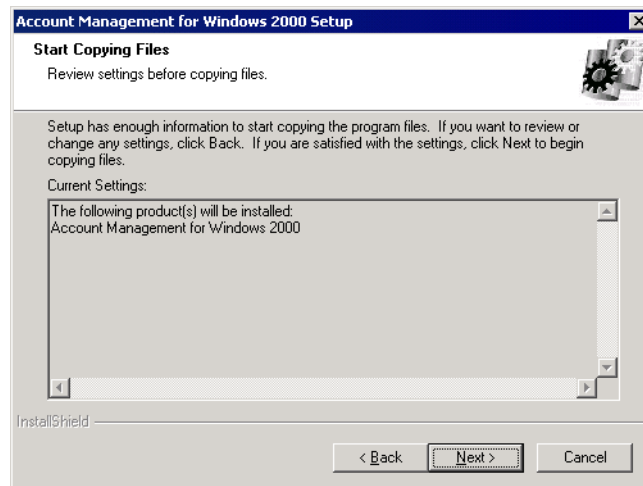 Account Management for Windows 2000 Setup
Start Copying Files
Review settings before copying files.
Setup has enough information to start copying the program files. If you want to review or
change any settings, click Back. If you are satisfied with the settings, click Next to begin
copying files.
Current Settings:
The following product(s) will be installed:
Account Management for Windows 2000
InstallShield
< Back
Next >
Cancel